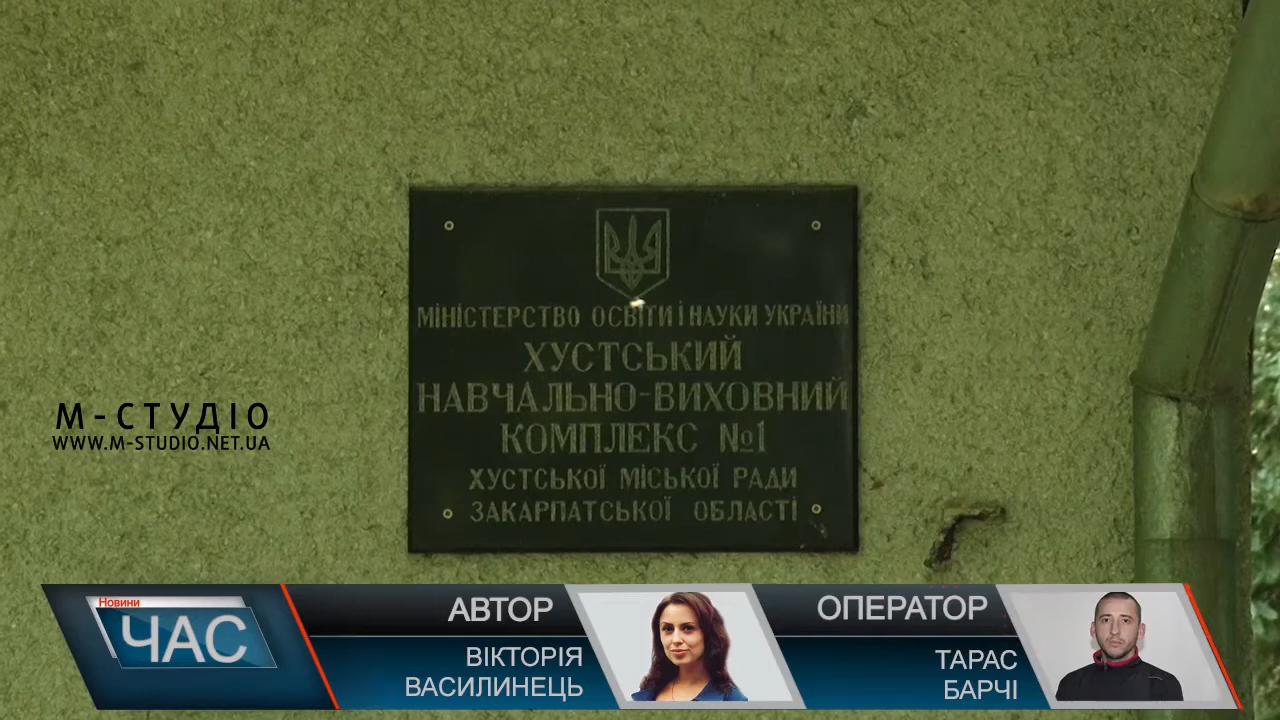 МІНІСТЕРСТВО ОСВІТИ І НАУКИ УКРАЇНИ
ХУСТСЬКИЙ
НАВЧАЛЬНО-ВИХОВНИЙ
КОМПЛЕКС №1
ХУСТСЬКОЇ МІСЬКОЇ РАДИ
ЗАКАРПАТСЬКОЇ ОБЛАСТІ
М-СТУДІО
WWW.M-STUDIO.NET.UA
Новини
ЧАС
АВТОР
ВІКТОРІЯ
ВАСИЛИНЕЦЬ
ОПЕРАТОР
ТАРАС
БАРЧІ